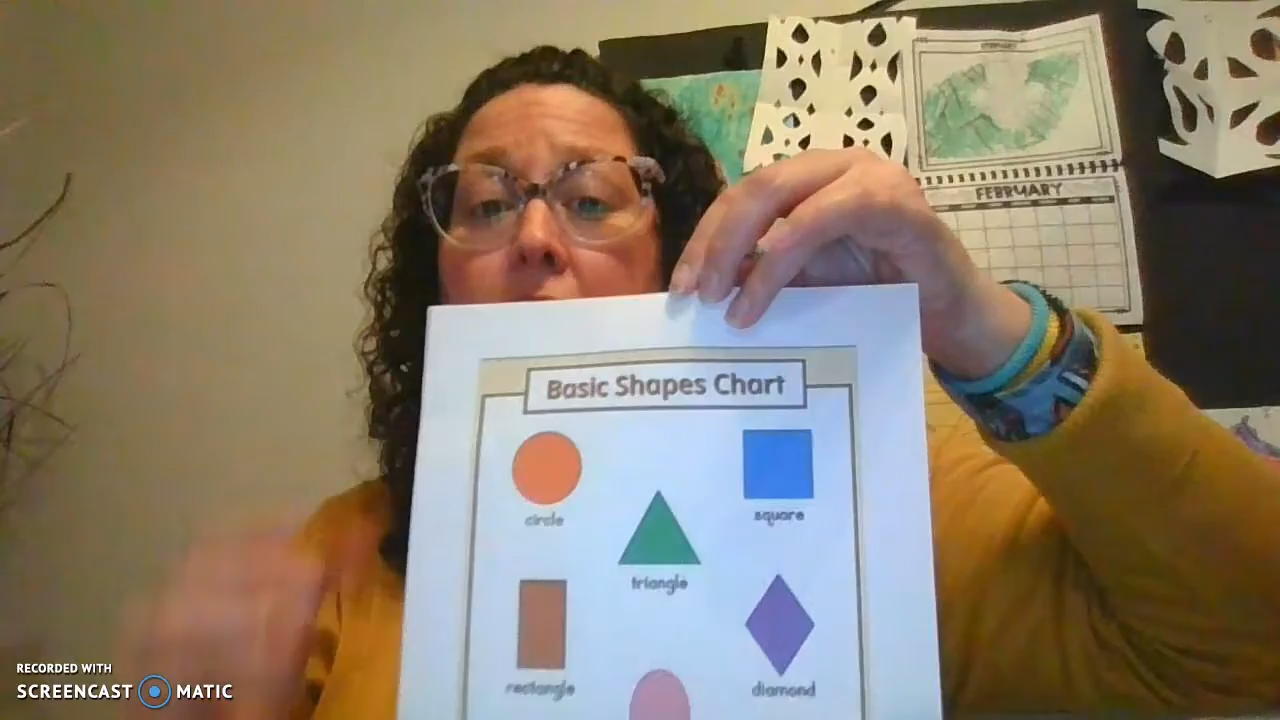 FEBRUARY
Basic Shapes Chart
circle
square
triangle
rectangle
diamond
RECORDED WITH
SCREENCAST MATIC